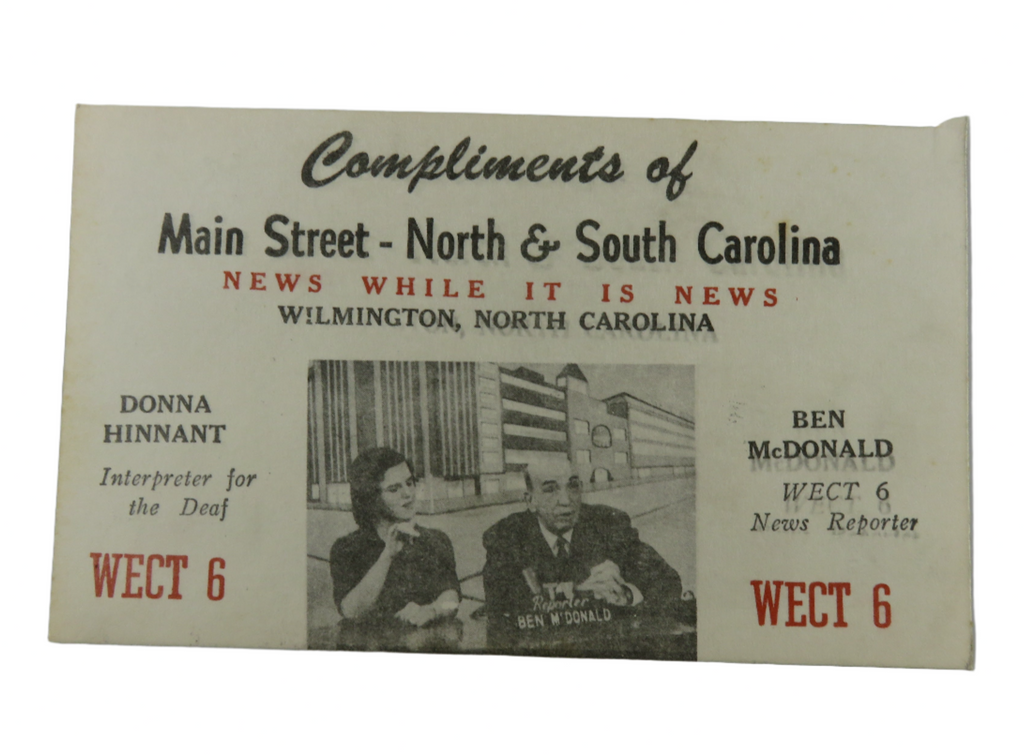 Compliments of
Main Street - North & South Carolina
NEWS WHILE IT IS NEWS
WILMINGTON, NORTH CAROLINA
DONNA
HINNANT
Interpreter for
the Deaf
WECT 6
Reporter
BEN McDONALD
BEN
McDONALD
WECT 6
News Reporter
WECT 6